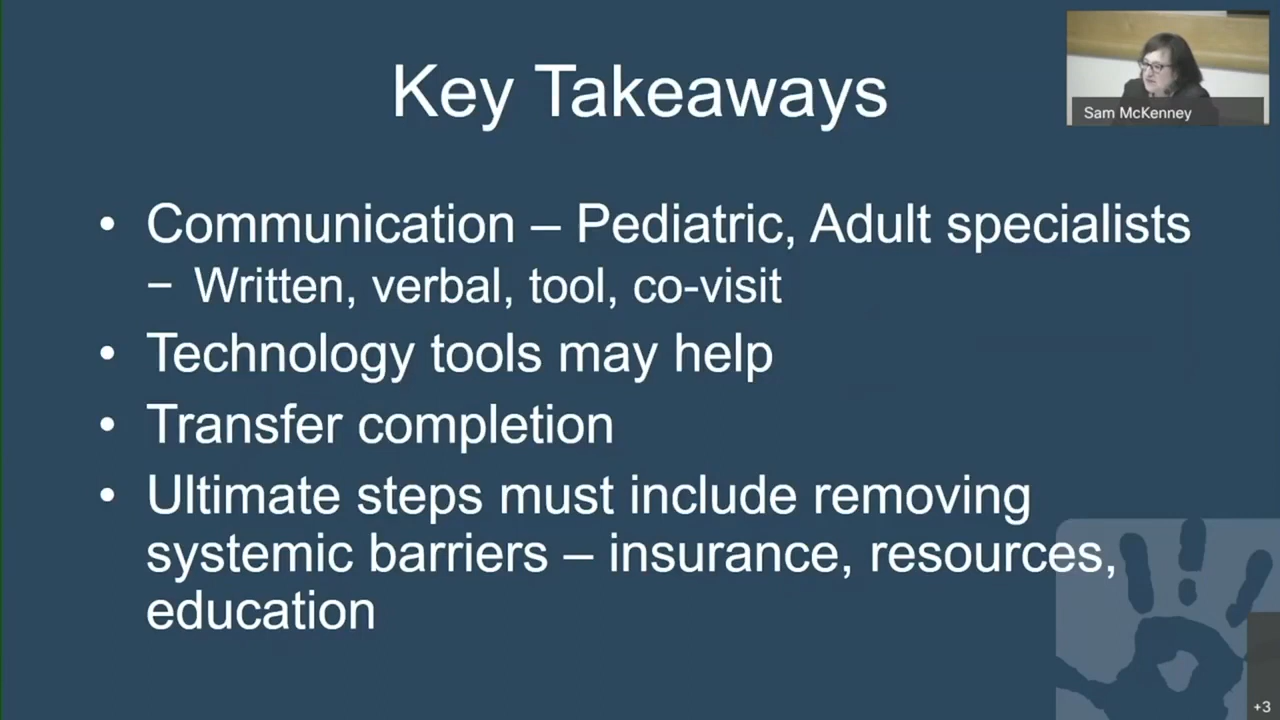 Key Takeaways
Sam McKenney
• Communication – Pediatric, Adult specialists
– Written, verbal, tool, co-visit
• Technology tools may help
• Transfer completion
• Ultimate steps must include removing
systemic barriers – insurance, resources,
education
+3